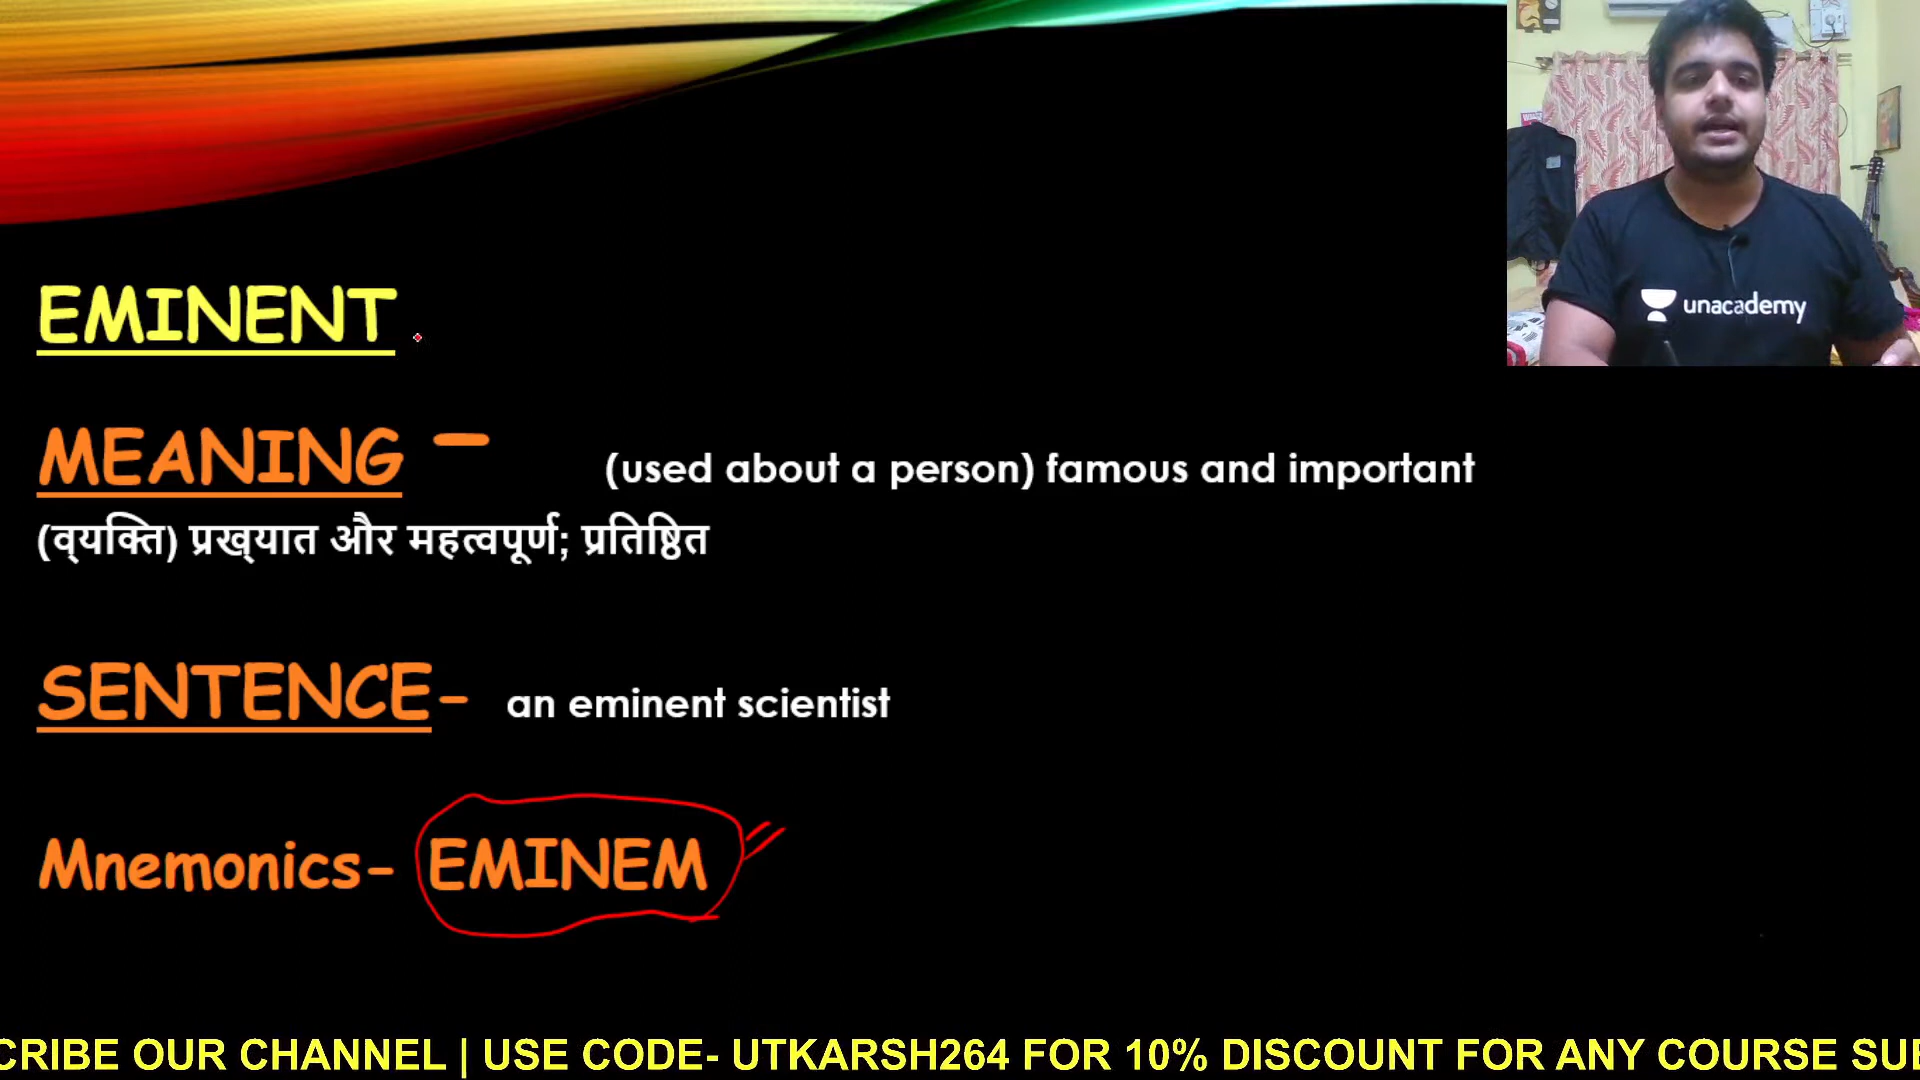 EMINENT
MEANING – (used about a person) famous and important
(व्यक्ति) प्रख्यात और महत्वपूर्ण; प्रतिष्ठित
SENTENCE- an eminent scientist
Mnemonics- EMINEM
unacademy
CRIBE OUR CHANNEL | USE CODE- UTKARSH264 FOR 10% DISCOUNT FOR ANY COURSE SUB